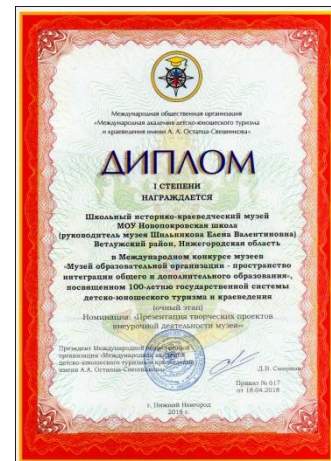 Международная общественная организация
«Международная академия детско-юношеского туризма
и краеведения имени А. А. Остапца-Свешникова»
ДИПЛОМ
I СТЕПЕНИ
НАГРАЖДАЕТСЯ
Школьный историко-краеведческий музей
МОУ Новопокровская школа
(руководитель музея Шильникова Елена Валентиновна)
Ветлужский район, Нижегородская область
в Международном конкурсе музеев
«Музей образовательной организации - пространство
интеграции общего и дополнительного образования»,
посвященном 100-летию государственной системы
детско-юношеского туризма и краеведения
(очный этап)
Номинация: «Презентация творческих проектов
внеурочной деятельности музея»
Президент Международной общественной
организации «Международная академия
детско-юношеского туризма и краеведения
имени А.А. Остапца-Свешникова»
Д.В. Смирнов
Приказ № 617
от 18.04.2018
г. Нижний Новгород
2018 г.